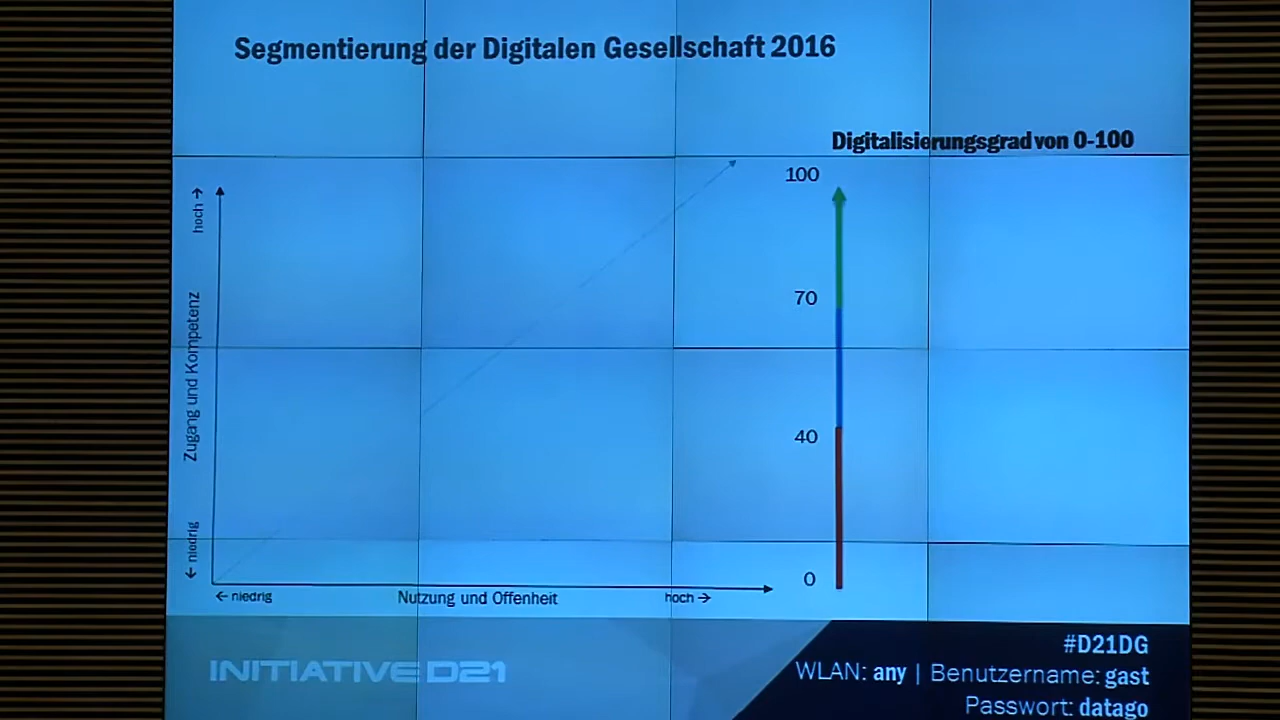 Segmentierung der Digitalen Gesellschaft 2016
Digitalisierungsgrad von 0-100
100
70
40
0
hoch →
Zugang und Kompetenz
← niedrig
← niedrig
Nutzung und Offenheit
hoch →
INITIATIVE D21
#D21DG
WLAN: any | Benutzername: gast
Passwort: datago